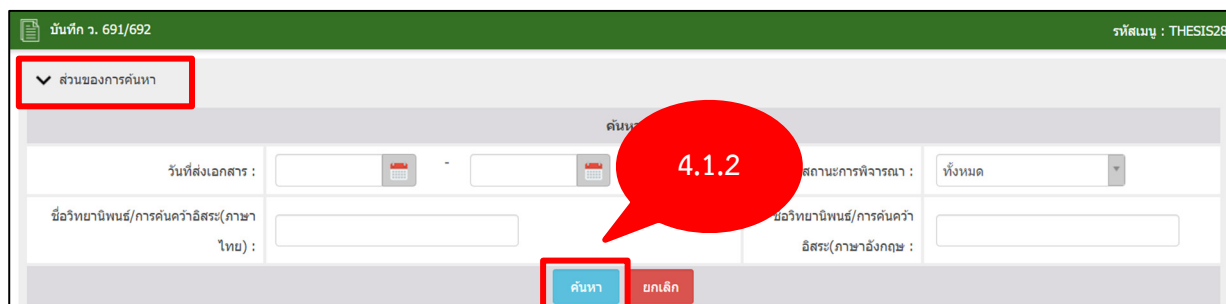 บันทึก ว. 691/692 รหัสเมนู : THESIS28
ส่วนของการค้นหา
วันที่ส่งเอกสาร : - สถานะการพิจารณา : ทั้งหมด
4.1.2
ชื่อวิทยานิพนธ์/การค้นคว้าอิสระ(ภาษา
ไทย) :
ชื่อวิทยานิพนธ์/การค้นคว้า
อิสระ(ภาษาอังกฤษ :
ค้นหา ยกเลิก